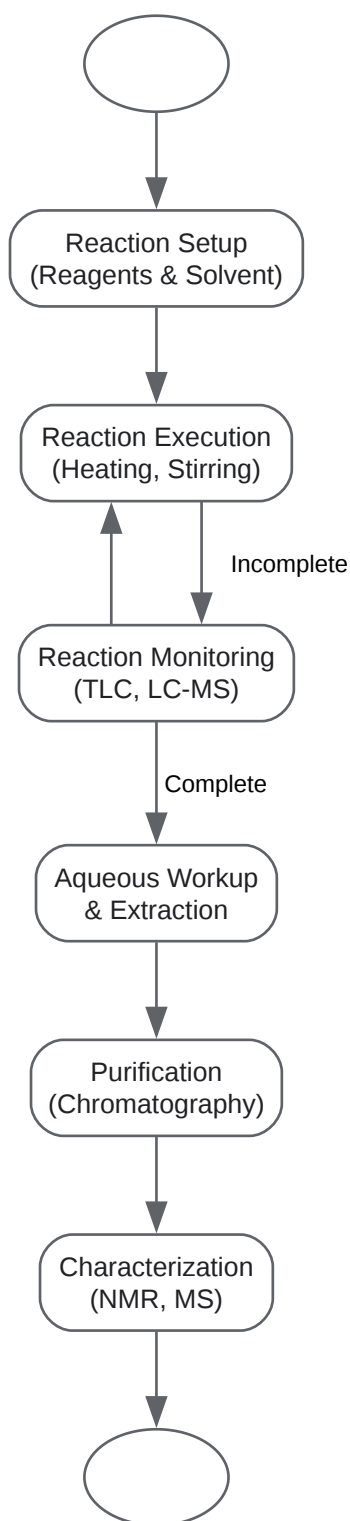 Reaction Setup
(Reagents & Solvent)
Reaction Execution
(Heating, Stirring)
Incomplete
Reaction Monitoring
(TLC, LC-MS)
Complete
Aqueous Workup
& Extraction
Purification
(Chromatography)
Characterization
(NMR, MS)